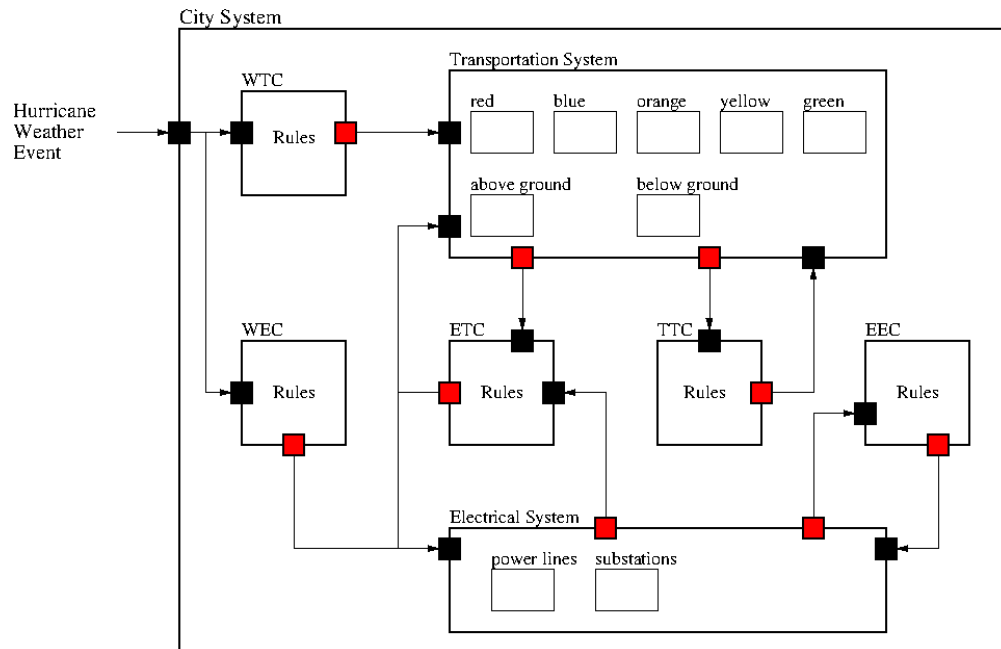 City System
Transportation System
WTC
red
blue
orange
yellow
green
Hurricane
Weather
Event
Rules
above ground
below ground
WEC
ETC
TTC
EEC
Rules
Rules
Rules
Rules
Electrical System
power lines
substations